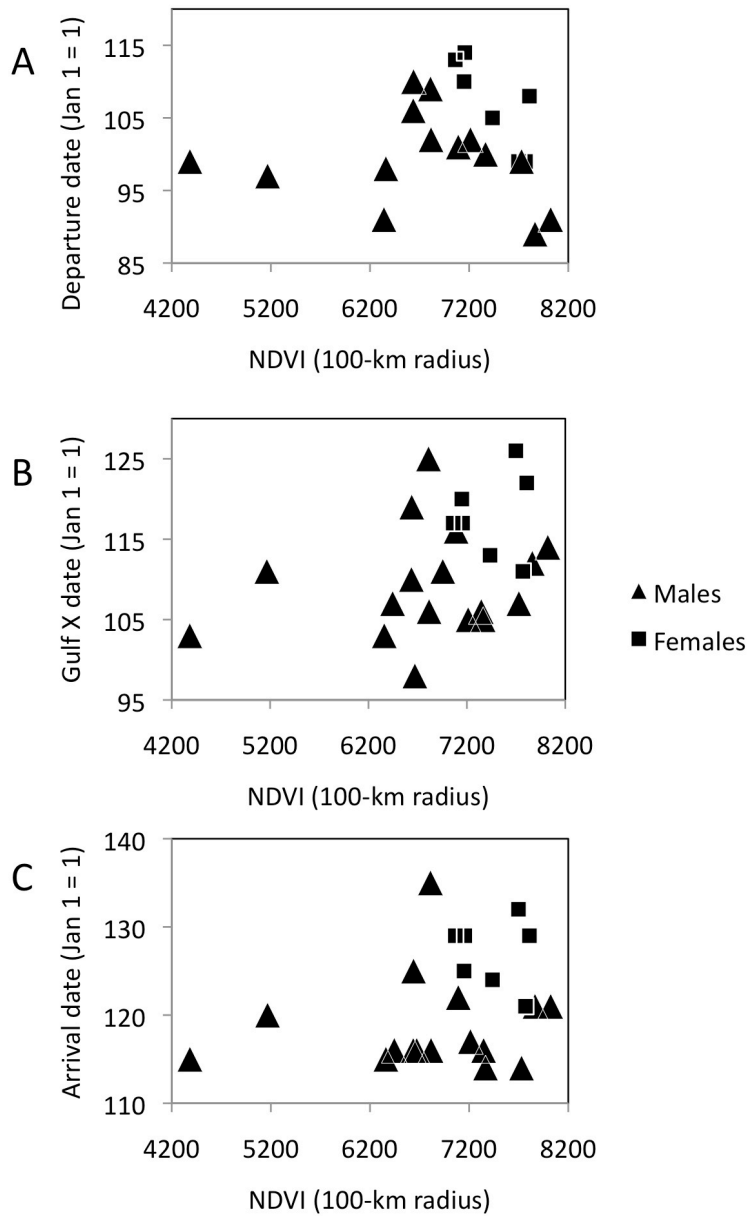 A
Departure date (Jan 1 = 1)
115
105
95
85
4200 5200 6200 7200 8200
NDVI (100-km radius)
B
Gulf X date (Jan 1 = 1)
125
115
105
95
4200 5200 6200 7200 8200
NDVI (100-km radius)
Males
Females
C
Arrival date (Jan 1 = 1)
140
130
120
110
4200 5200 6200 7200 8200
NDVI (100-km radius)